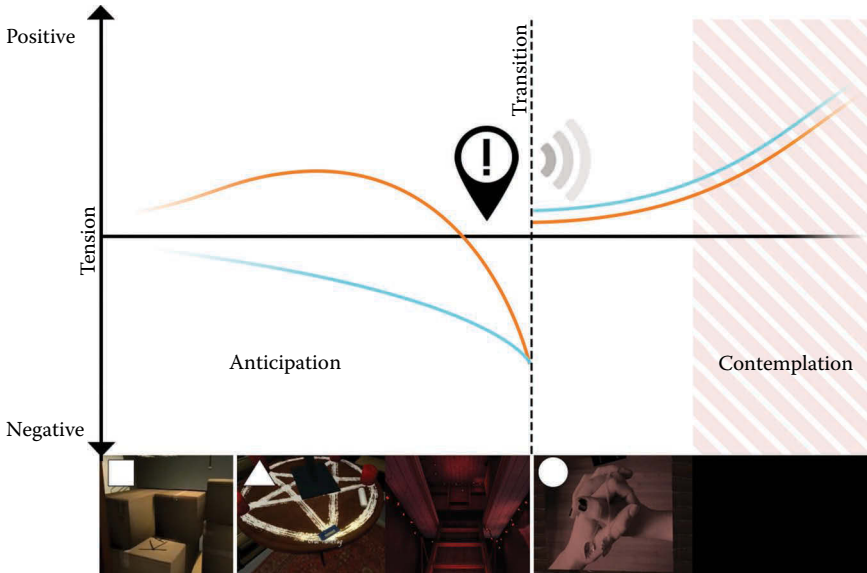 Positive
Tension
Negative
Anticipation
!
Transition
Contemplation